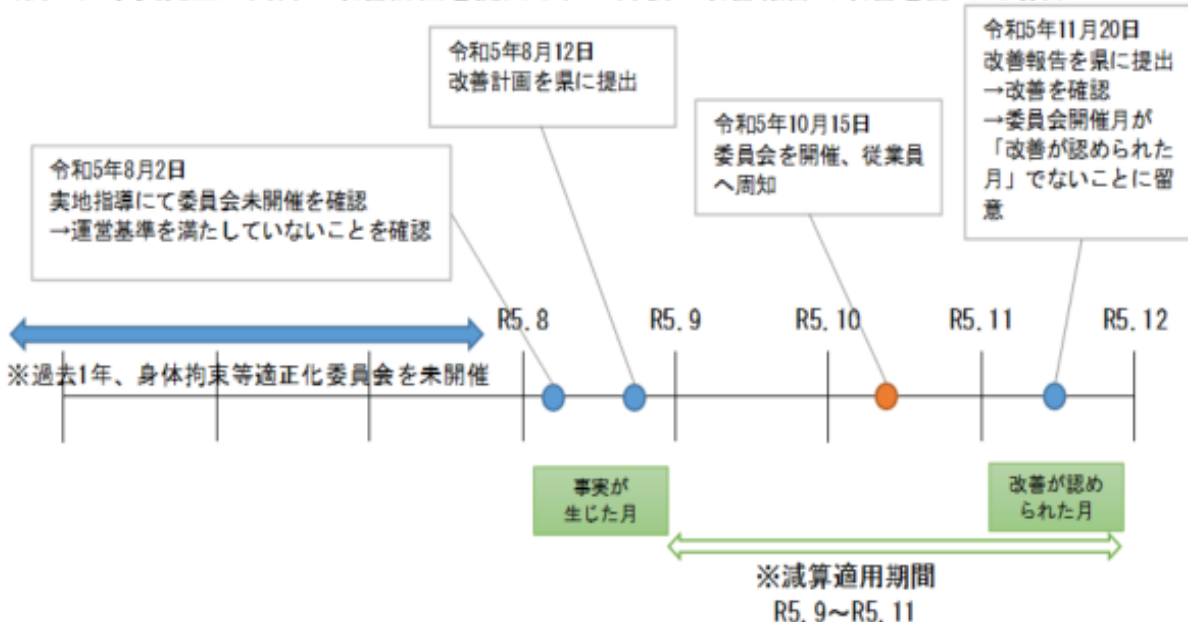 令和5年8月12日
改善計画を県に提出
令和5年11月20日
改善報告を県に提出
→改善を確認
→委員会開催月が
「改善が認められた
月」でないことに留
意
令和5年10月15日
委員会を開催、従業員
へ周知
令和5年8月2日
実地指導にて委員会未開催を確認
→運営基準を満たしていないことを確認
R5.8
R5.9
R5.10
R5.11
R5.12
※過去1年、身体拘束等適正化委員会を未開催
事実が
生じた月
改善が認め
られた月
※減算適用期間
R5.9～R5.11